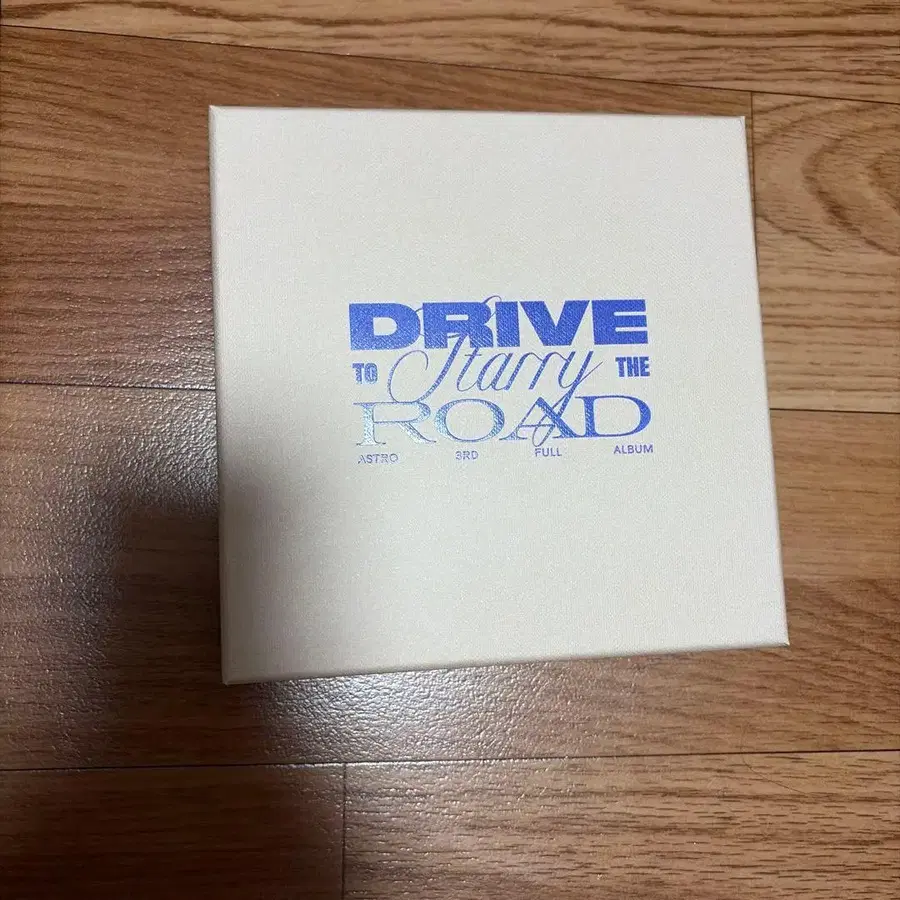 DRIVE
TO Starry THE
ROAD
ASTRO 3RD FULL ALBUM